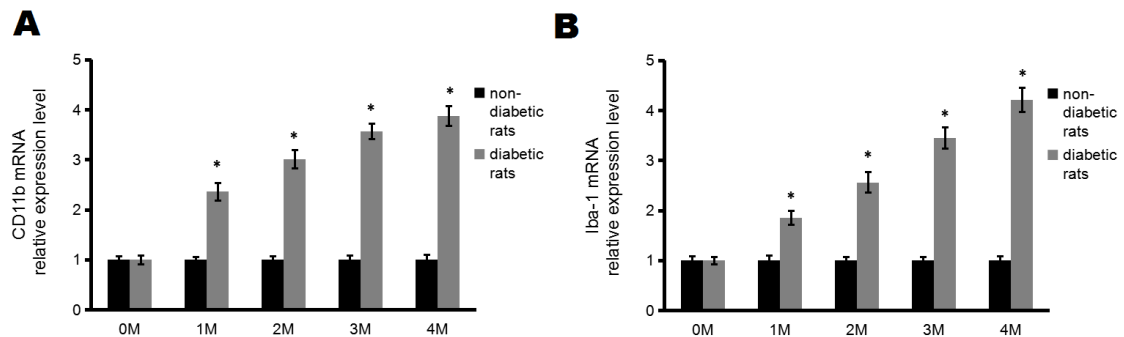 A
CD11b mRNA
relative expression level
5
4
3
2
1
0
*
*
*
*
0M
1M
2M
3M
4M
non-
diabetic
rats
diabetic
rats
B
Iba-1 mRNA
relative expression level
5
4
3
2
1
0
*
*
*
*
0M
1M
2M
3M
4M
non-
diabetic
rats
diabetic
rats